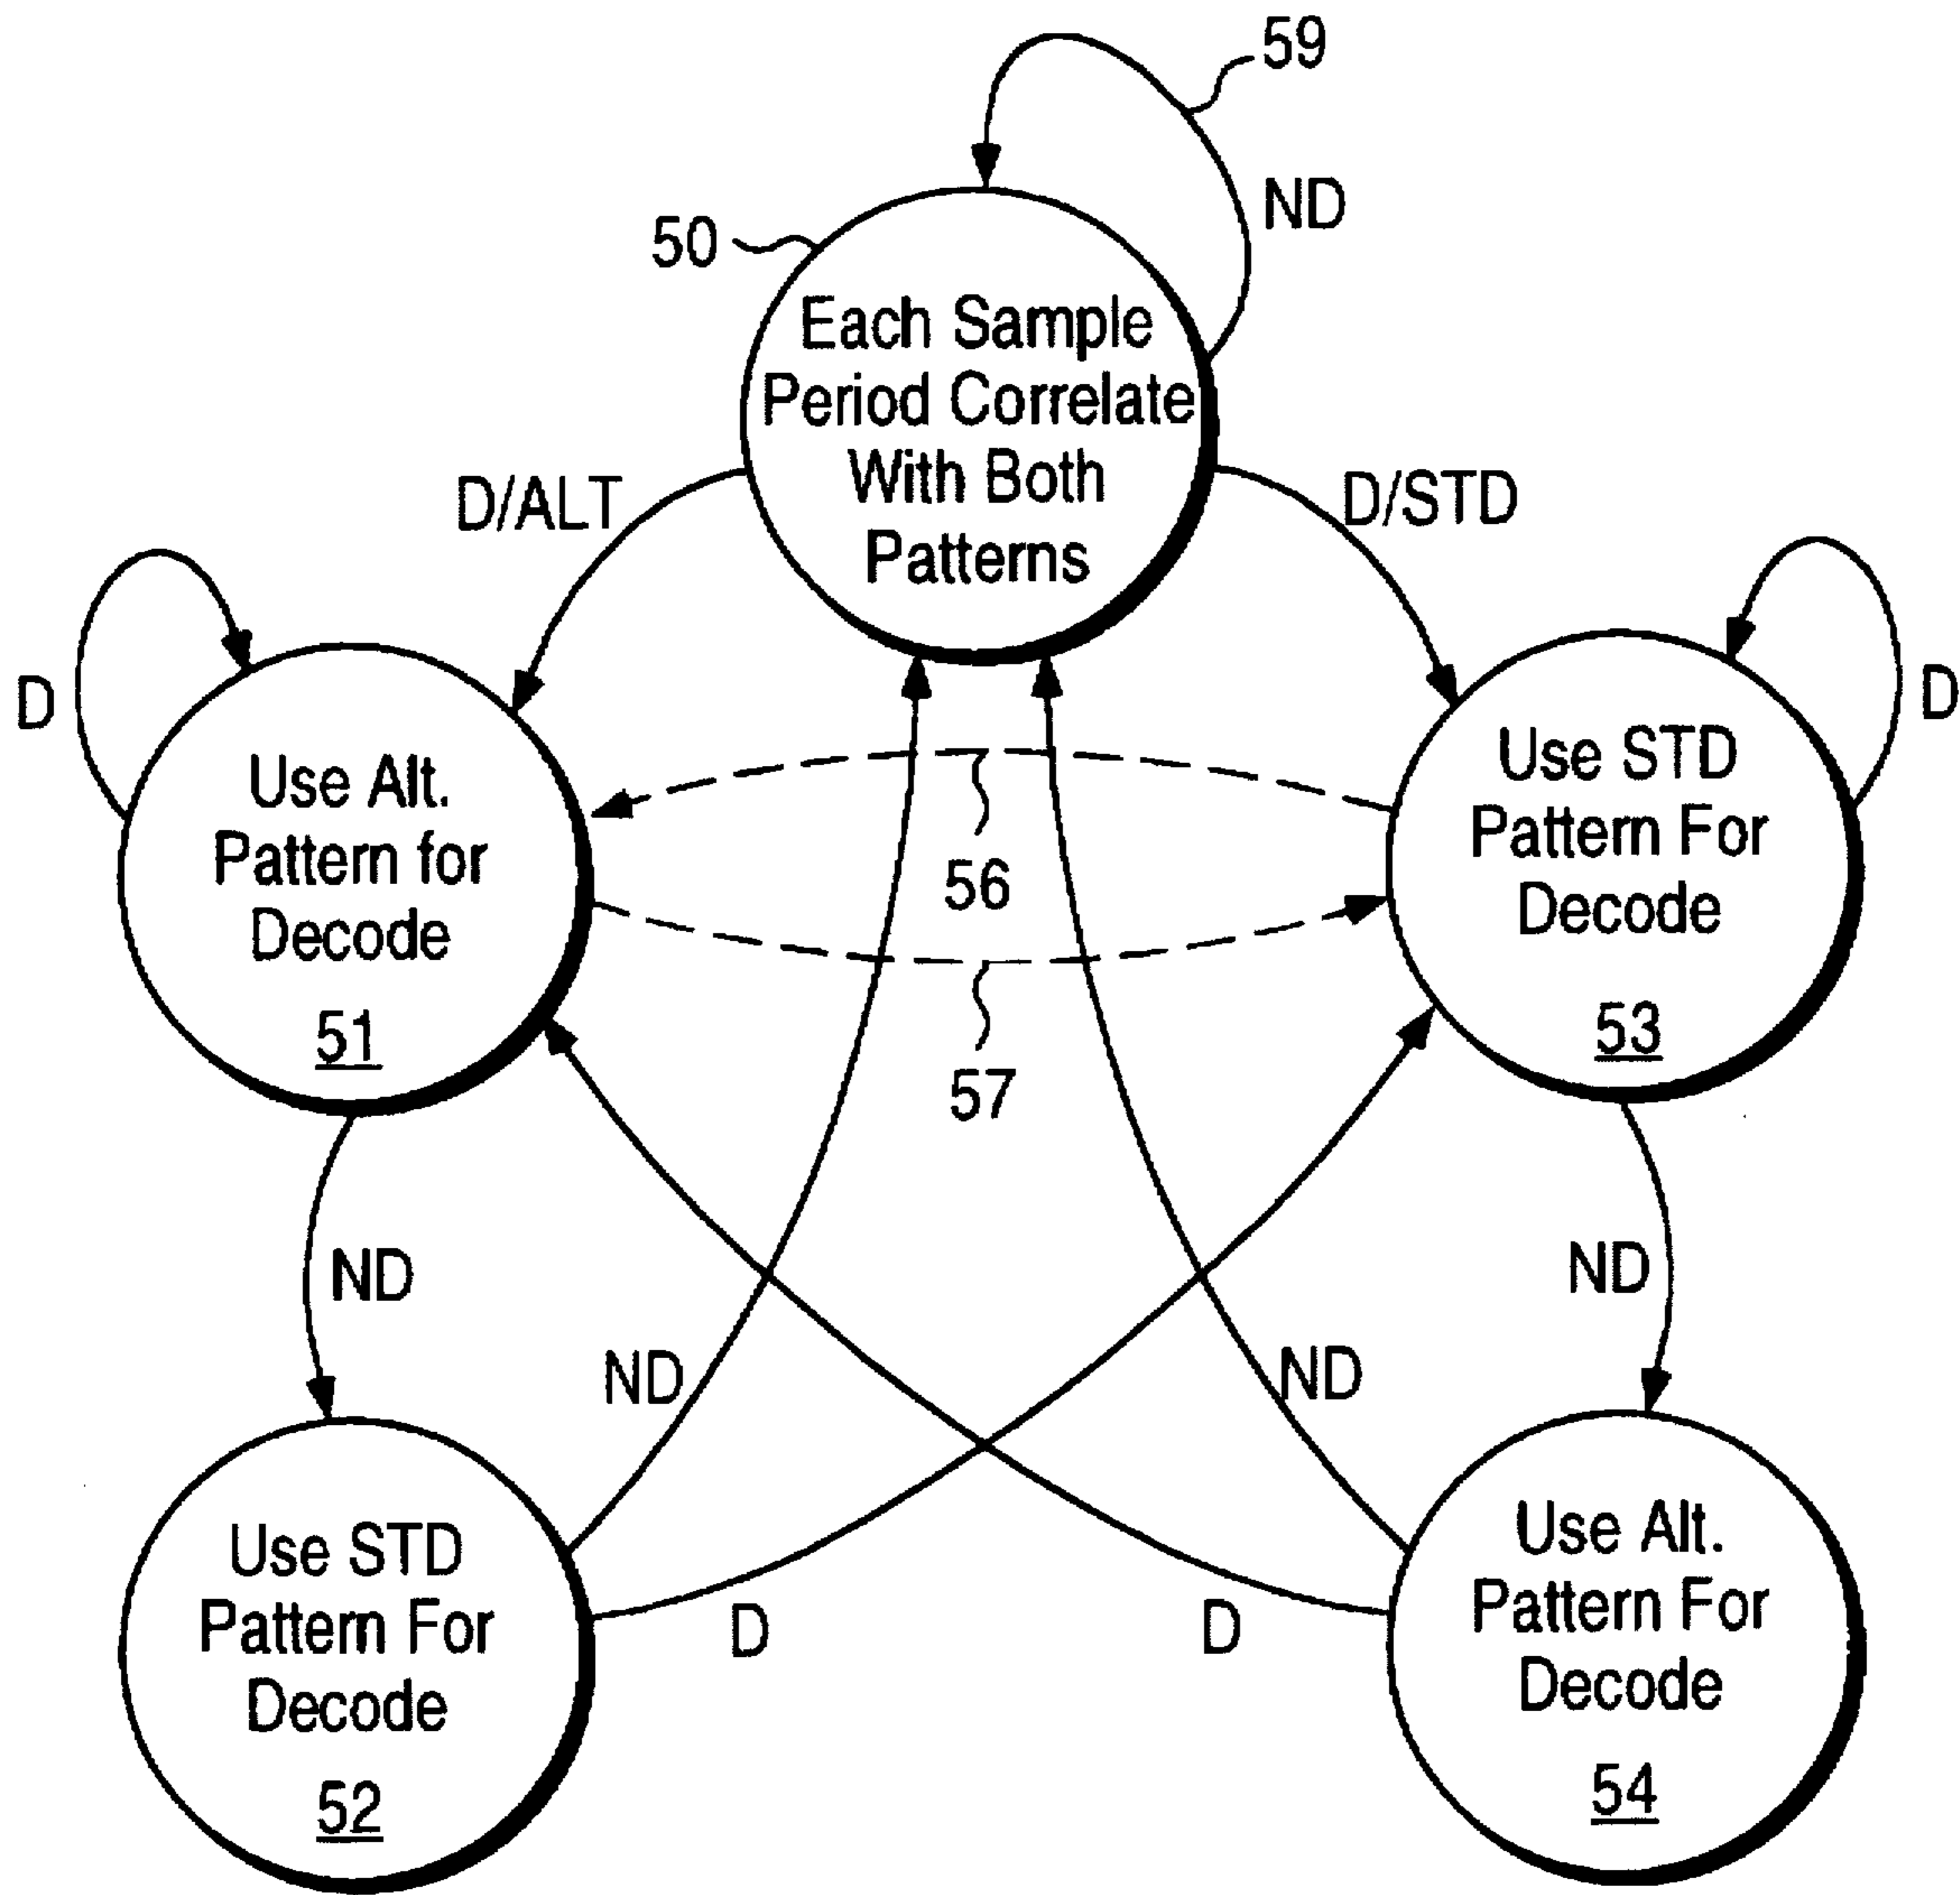 59
ND
50
Each Sample
Period Correlate
With Both
Patterns
D/ALT
D/STD
D
D
Use Alt.
Pattern for
Decode
51
Use STD
Pattern For
Decode
53
56
57
ND
ND
ND
ND
Use STD
Pattern For
Decode
52
D
D
Use Alt.
Pattern For
Decode
54